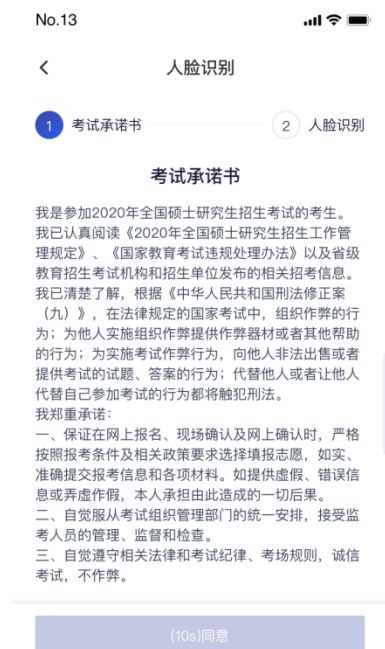 No.13
人脸识别
1 考试承诺书 2 人脸识别
考试承诺书
我是参加2020年全国硕士研究生招生考试的考生。
我已认真阅读《2020年全国硕士研究生招生工作管
理规定》、《国家教育考试违规处理办法》以及省级
教育招生考试机构和招生单位发布的相关招考信息。
我已清楚了解，根据《中华人民共和国刑法修正案
（九）》，在法律规定的国家考试中，组织作弊的行
为；为他人实施组织作弊提供作弊器材或者其他帮助
的行为；为实施考试作弊行为，向他人非法出售或者
提供考试的试题、答案的行为；代替他人或者让他人
代替自己参加考试的行为都将触犯刑法。
我郑重承诺：
一、保证在网上报名、现场确认及网上确认时，严格
按照报考条件及相关政策要求选择填报志愿，如实、
准确提交报考信息和各项材料。如提供虚假、错误信
息或弄虚作假，本人承担由此造成的一切后果。
二、自觉服从考试组织管理部门的统一安排，接受监
考人员的管理、监督和检查。
三、自觉遵守相关法律和考试纪律、考场规则，诚信
考试，不作弊。
(10s)同意